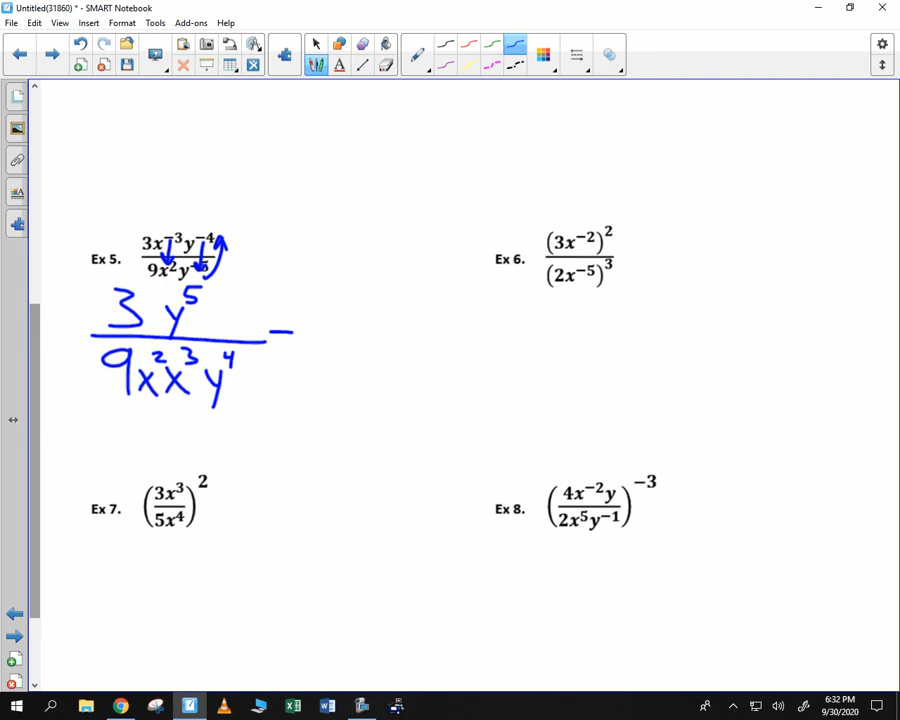 Untitled(31860) * - SMART Notebook
File Edit View Insert Format Tools Add-ons Help
Ex 5. 3x⁻³y⁻⁴
9x²y⁻⁵
3 y⁵
9x²x³y⁴
Ex 6. (3x⁻²)²
(2x⁻⁵)³
Ex 7. (3x³
5x⁴)²
Ex 8. (4x⁻²y
2x⁵y⁻¹)⁻³
6:32 PM
9/30/2020